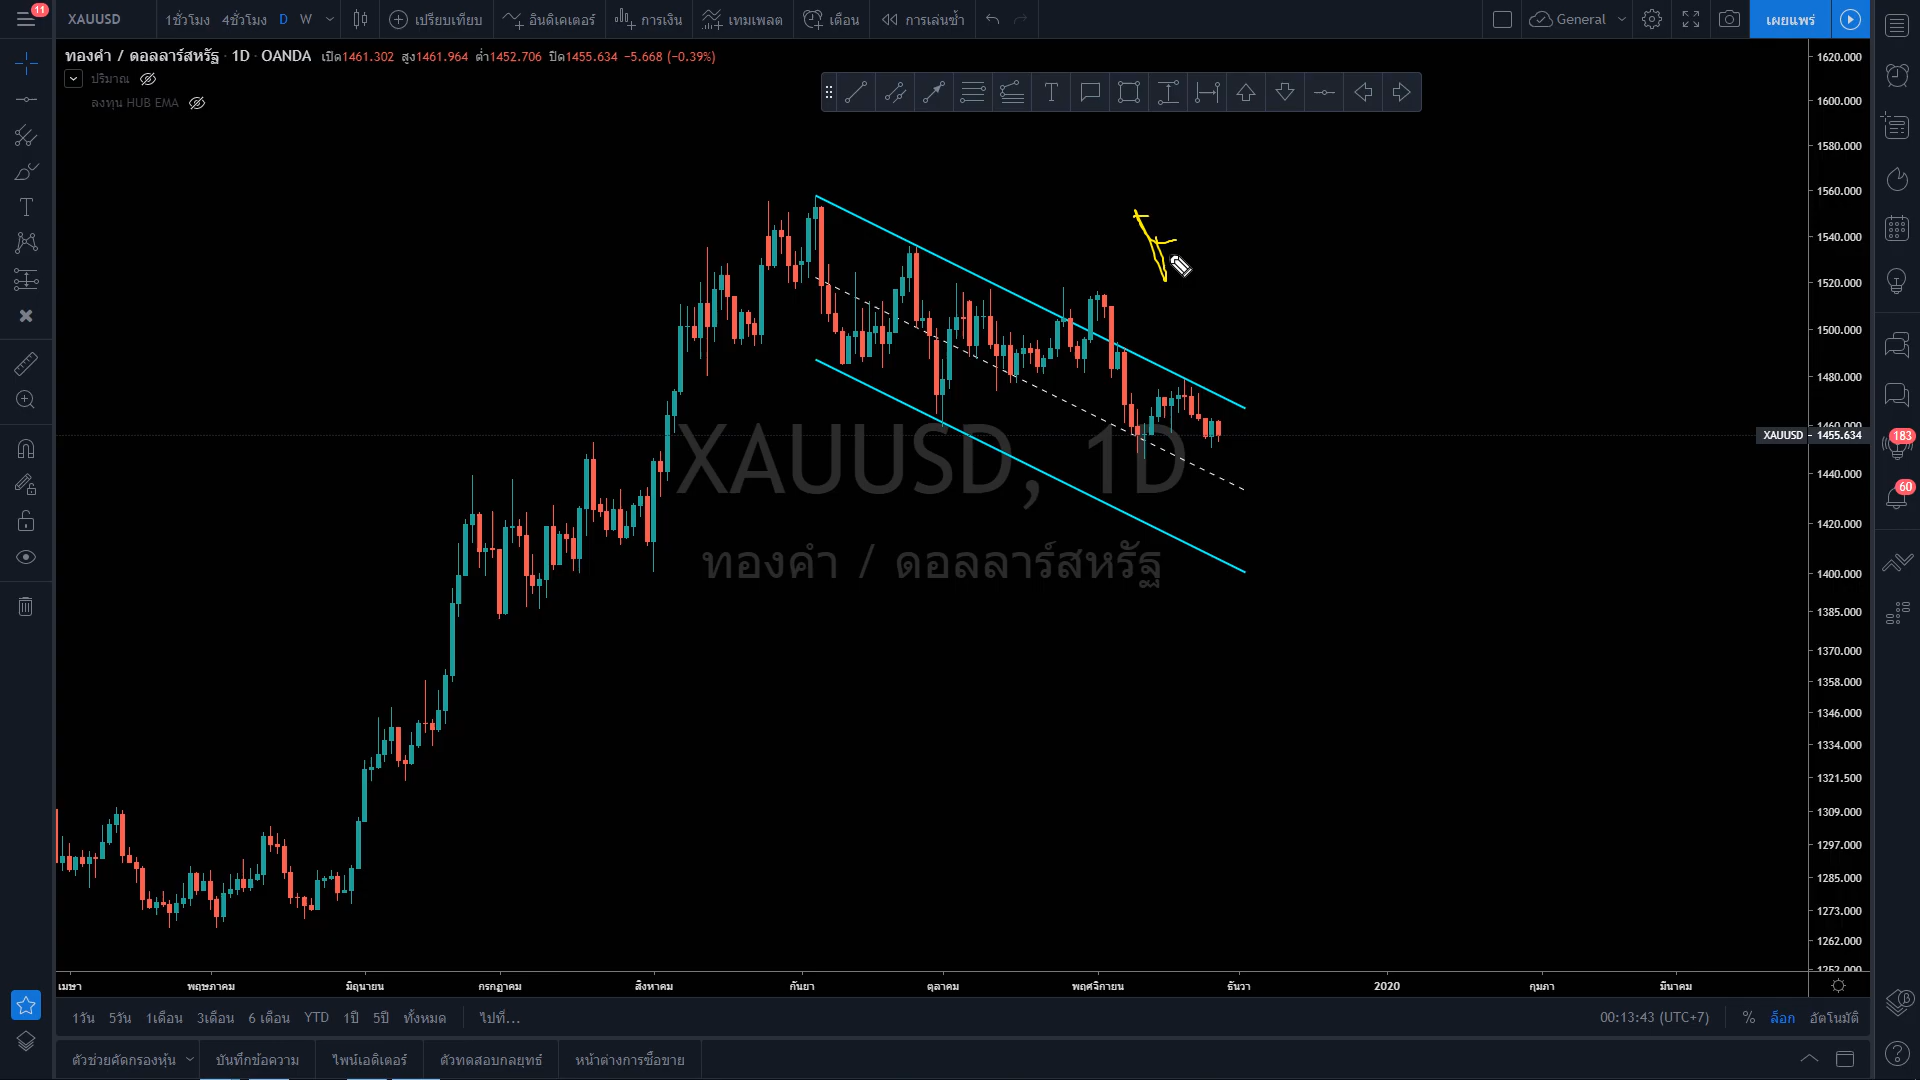 11
XAUUSD 1ชั่วโมง 4ชั่วโมง D W เปรียบเทียบ อินดิเคเตอร์ การเงิน เทมเพลต เตือน การเล่นซ้ำ General เผยแพร่
ทองคำ / ดอลลาร์สหรัฐ · 1D · OANDA เปิด1461.302 สูง1461.964 ต่ำ1452.706 ปิด1455.634 −5.668 (−0.39%)
ปริมาณ
ลงทุน HUB EMA
1620.000
1600.000
1580.000
1560.000
1540.000
1520.000
1500.000
1480.000
1460.000
XAUUSD 1455.634
1440.000
1420.000
1400.000
1385.000
1370.000
1358.000
1346.000
1334.000
1321.500
1309.000
1297.000
1285.000
1273.000
1262.000
1252.000
183
60
XAUUSD, 1D
ทองคำ / ดอลลาร์สหรัฐ
เมษา พฤษภาคม มิถุนายน กรกฎาคม สิงหาคม กันยา ตุลาคม พฤศจิกายน ธันวา 2020 กุมภา มีนาคม
1วัน 5วัน 1เดือน 3เดือน 6 เดือน YTD 1ปี 5ปี ทั้งหมด ไปที่... 00:13:43 (UTC+7) % ล็อก อัตโนมัติ
ตัวช่วยคัดกรองหุ้น บันทึกข้อความ ไพน์เอดิเตอร์ ตัวทดสอบกลยุทธ์ หน้าต่างการซื้อขาย